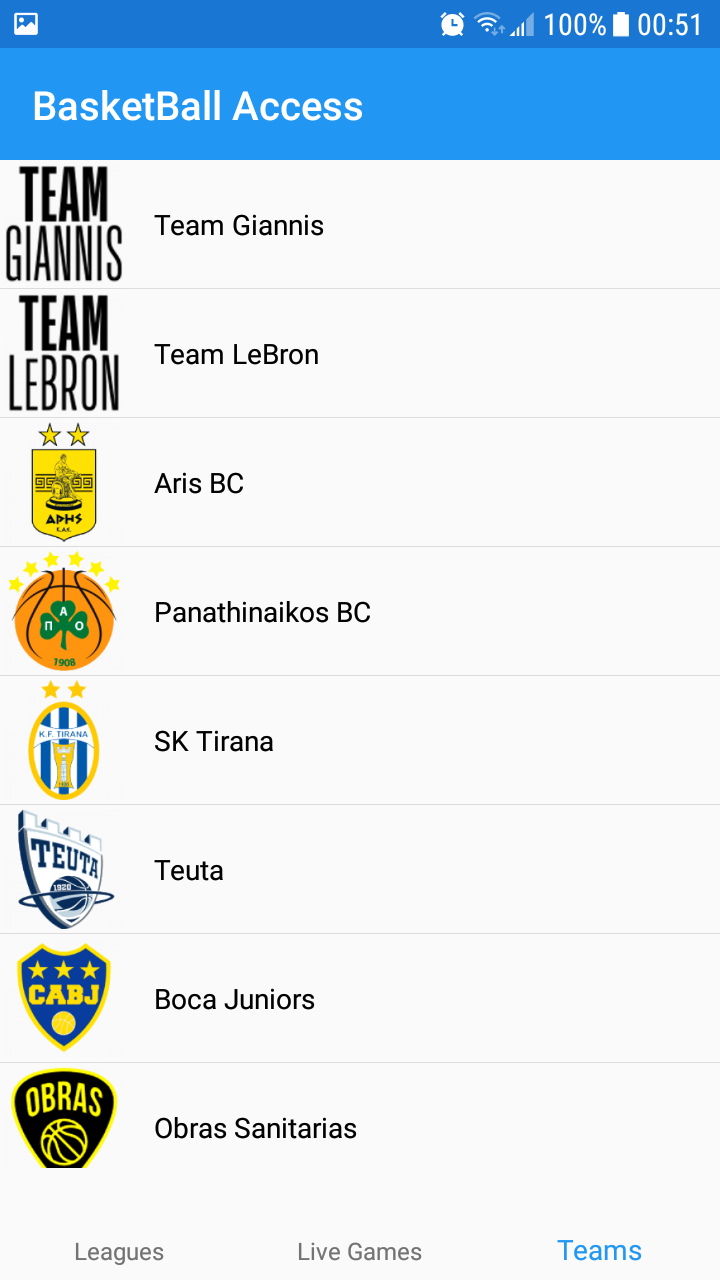 100% 00:51
BasketBall Access
TEAM
GIANNIS
Team Giannis
TEAM
LEBRON
Team LeBron
ΑΡΗΣ
Κ.Α.Κ.
Aris BC
Α
Π Ο
1908
Panathinaikos BC
K.F. TIRANA
1920
SK Tirana
TEUTA
1920
Teuta
CABJ
Boca Juniors
OBRAS
Obras Sanitarias
Leagues Live Games Teams